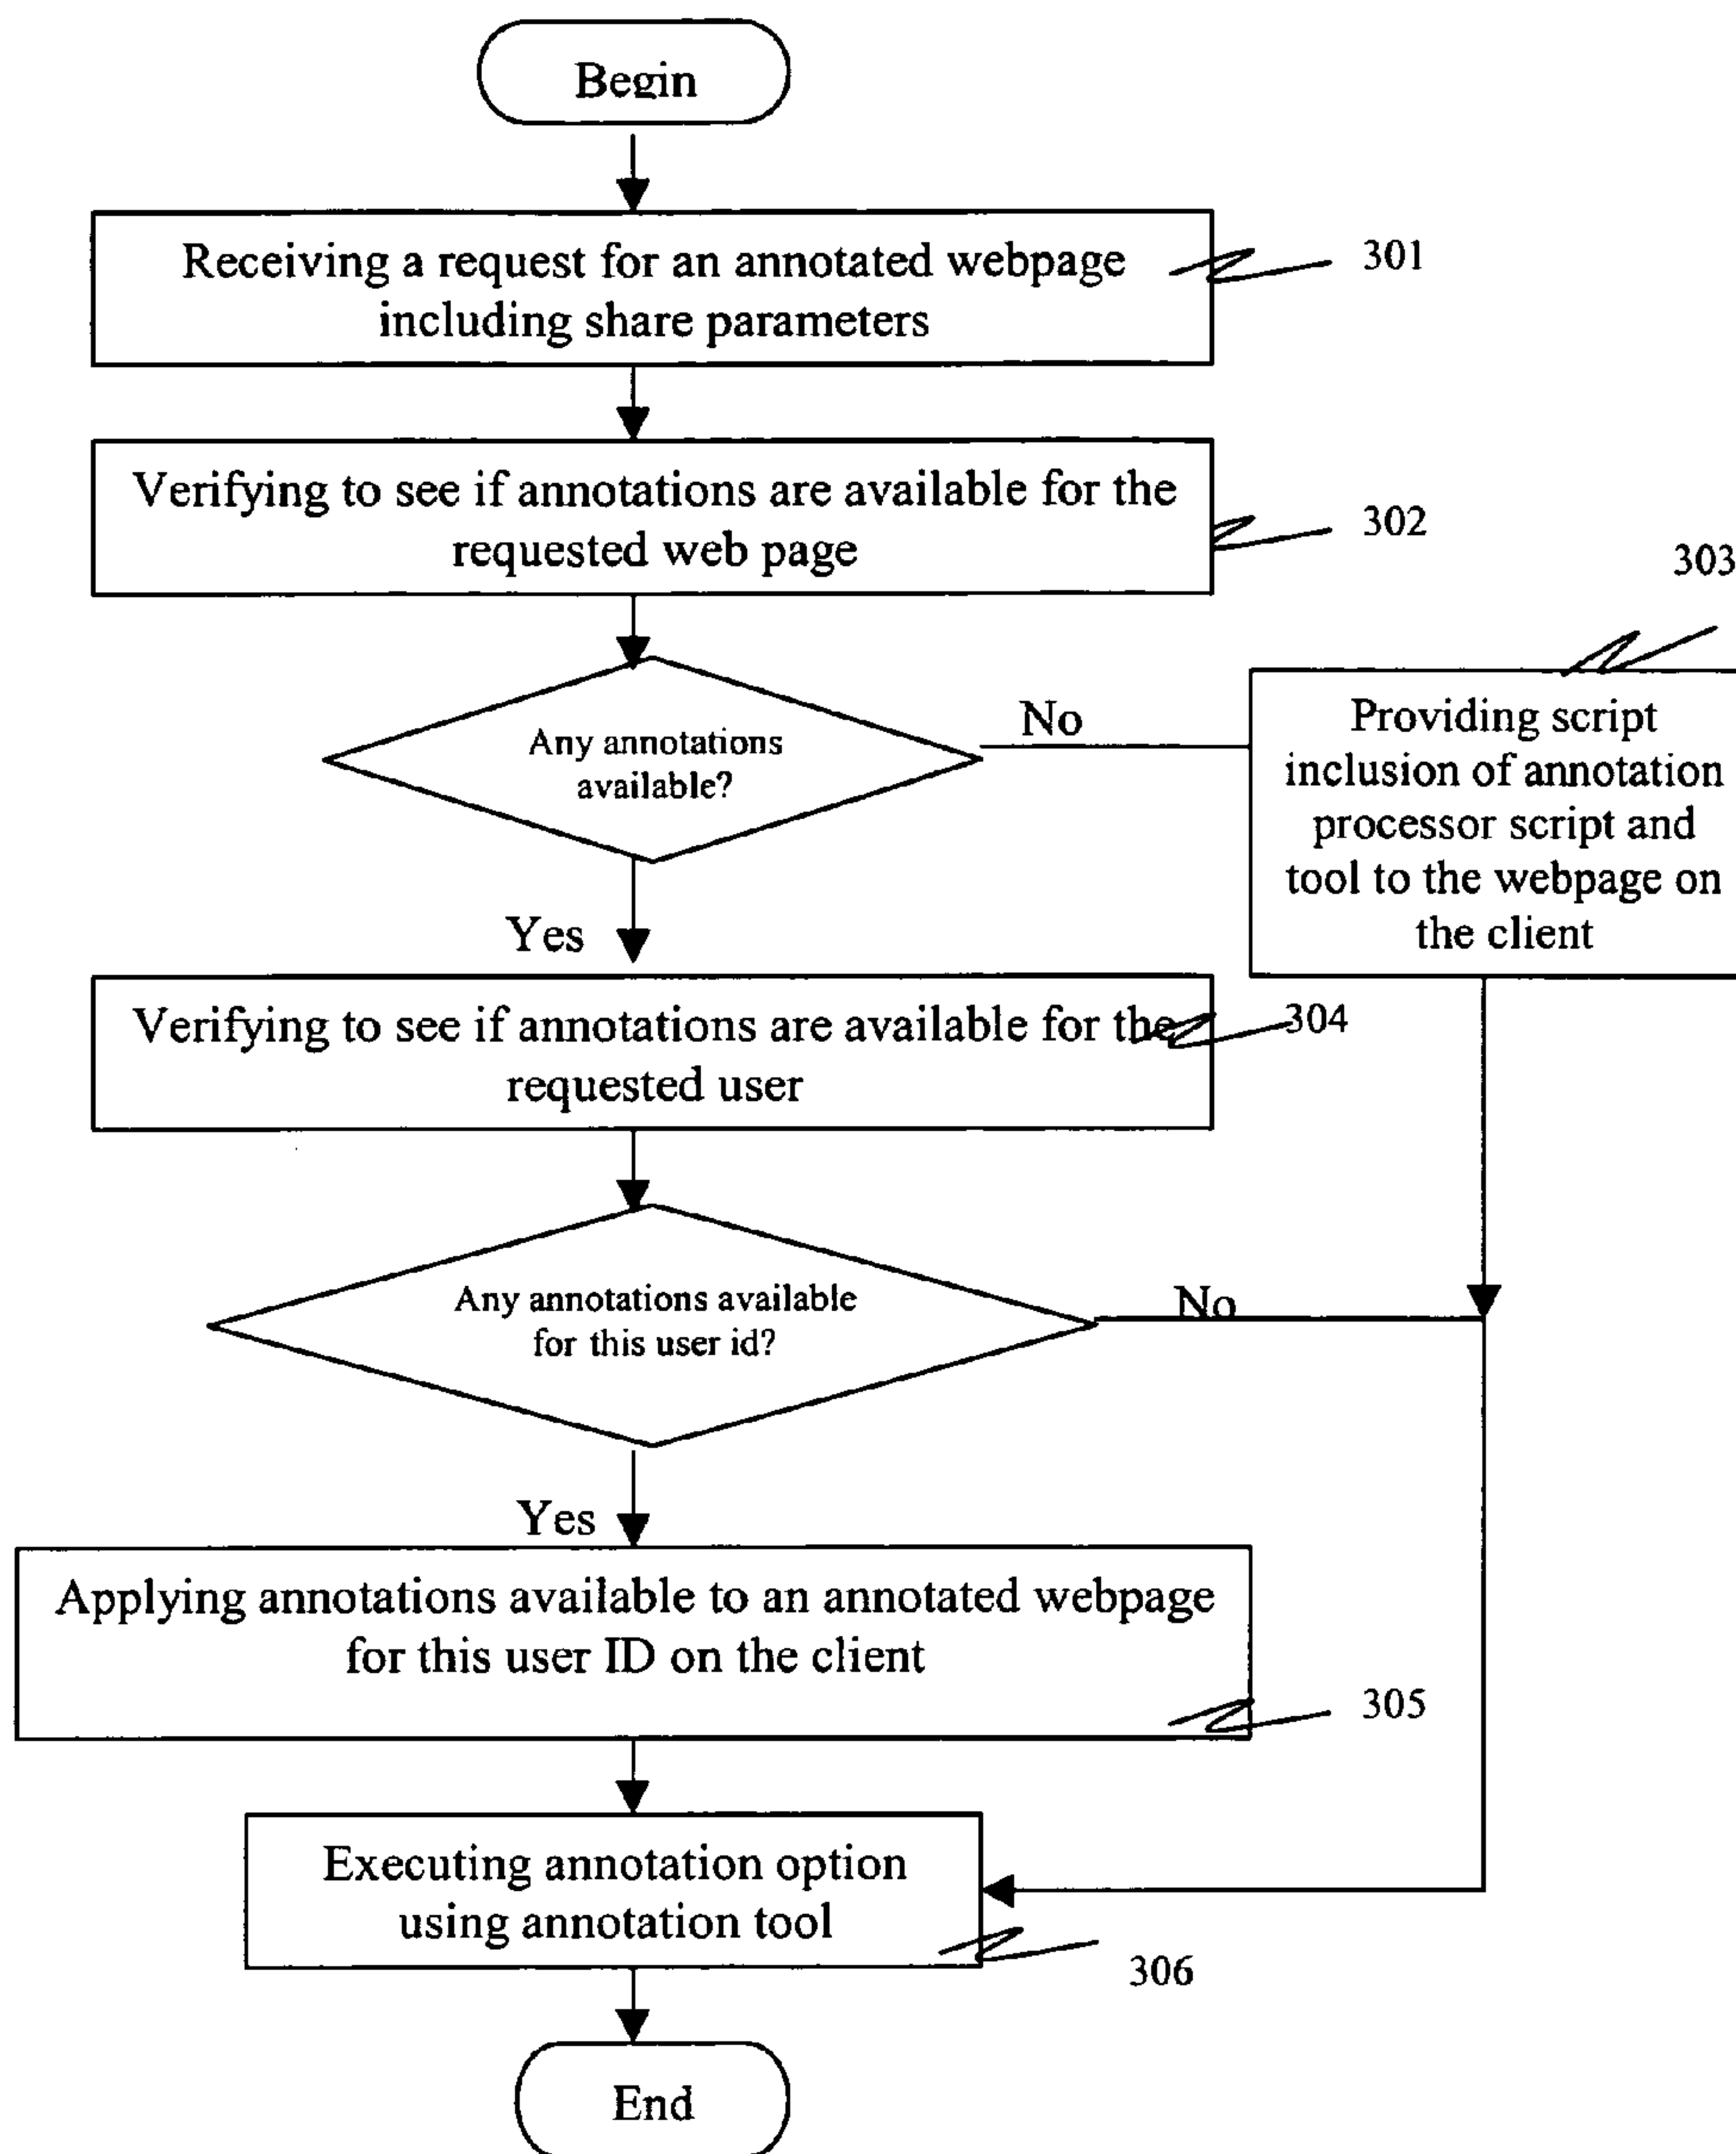 Begin
Receiving a request for an annotated webpage
including share parameters
301
Verifying to see if annotations are available for the
requested web page
302
303
Any annotations
available?
No
Providing script
inclusion of annotation
processor script and
tool to the webpage on
the client
Yes
Verifying to see if annotations are available for the
requested user
304
Any annotations available
for this user id?
No
Yes
Applying annotations available to an annotated webpage
for this user ID on the client
305
Executing annotation option
using annotation tool
306
End